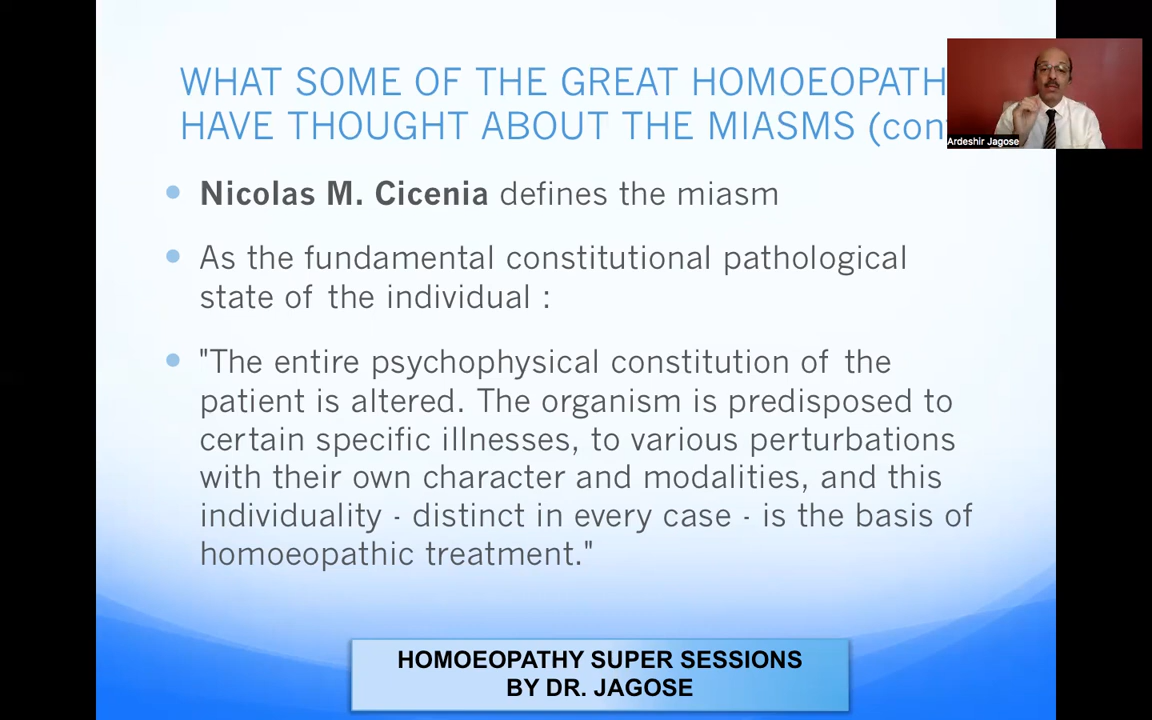 WHAT SOME OF THE GREAT HOMOEOPATH
HAVE THOUGHT ABOUT THE MIASMS (con
Ardeshir Jagose
Nicolas M. Cicenia defines the miasm
As the fundamental constitutional pathological
state of the individual :
"The entire psychophysical constitution of the
patient is altered. The organism is predisposed to
certain specific illnesses, to various perturbations
with their own character and modalities, and this
individuality - distinct in every case - is the basis of
homoeopathic treatment."
HOMOEOPATHY SUPER SESSIONS
BY DR. JAGOSE